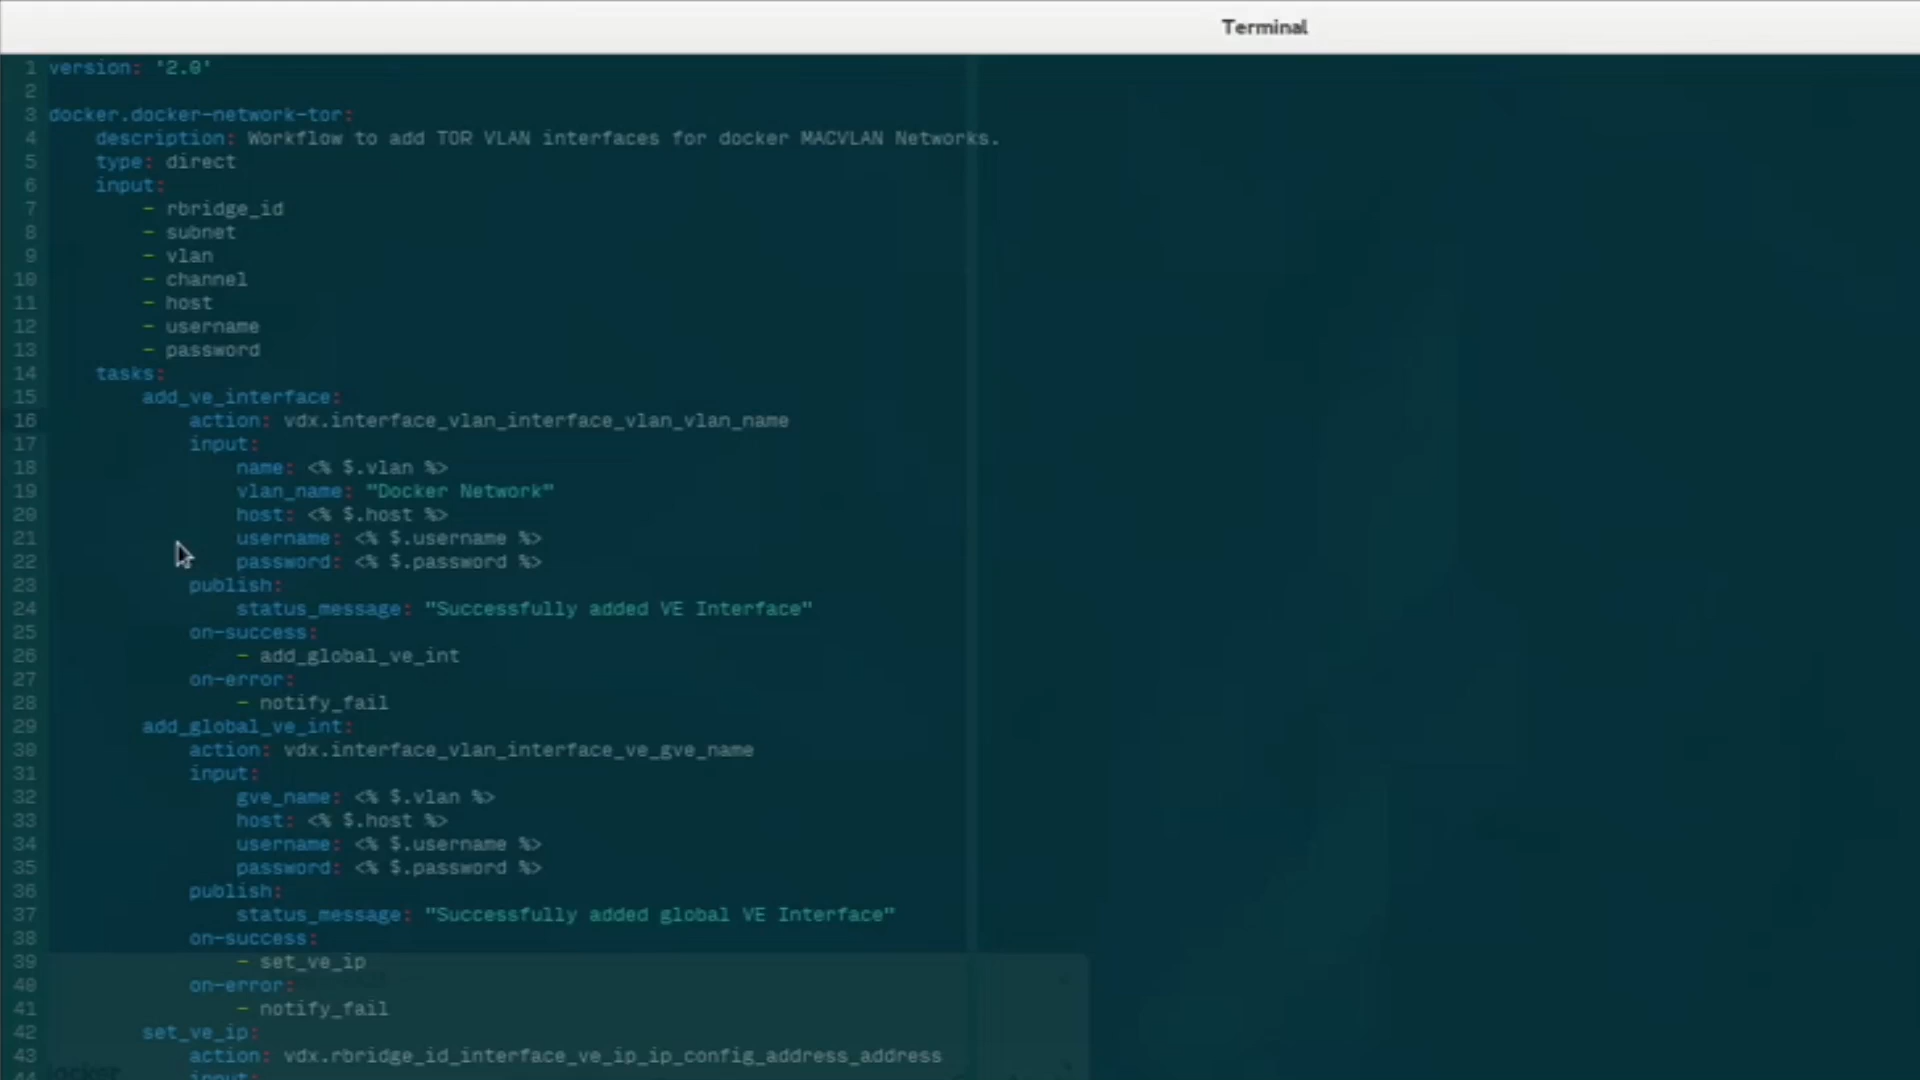 Terminal
1 version: '2.0'
2
3 docker.docker-network-tor:
4 description: Workflow to add TOR VLAN interfaces for docker MACVLAN Networks.
5 type: direct
6 input:
7 - rbridge_id
8 - subnet
9 - vlan
10 - channel
11 - host
12 - username
13 - password
14 tasks:
15 add_ve_interface:
16 action: vdx.interface_vlan_interface_vlan_vlan_name
17 input:
18 name: <% $.vlan %>
19 vlan_name: "Docker Network"
20 host: <% $.host %>
21 username: <% $.username %>
22 password: <% $.password %>
23 publish:
24 status_message: "Successfully added VE Interface"
25 on-success:
26 - add_global_ve_int
27 on-error:
28 - notify_fail
29 add_global_ve_int:
30 action: vdx.interface_vlan_interface_ve_gve_name
31 input:
32 gve_name: <% $.vlan %>
33 host: <% $.host %>
34 username: <% $.username %>
35 password: <% $.password %>
36 publish:
37 status_message: "Successfully added global VE Interface"
38 on-success:
39 - set_ve_ip
40 on-error:
41 - notify_fail
42 set_ve_ip:
43 action: vdx.rbridge_id_interface_ve_ip_ip_config_address_address
44 input: